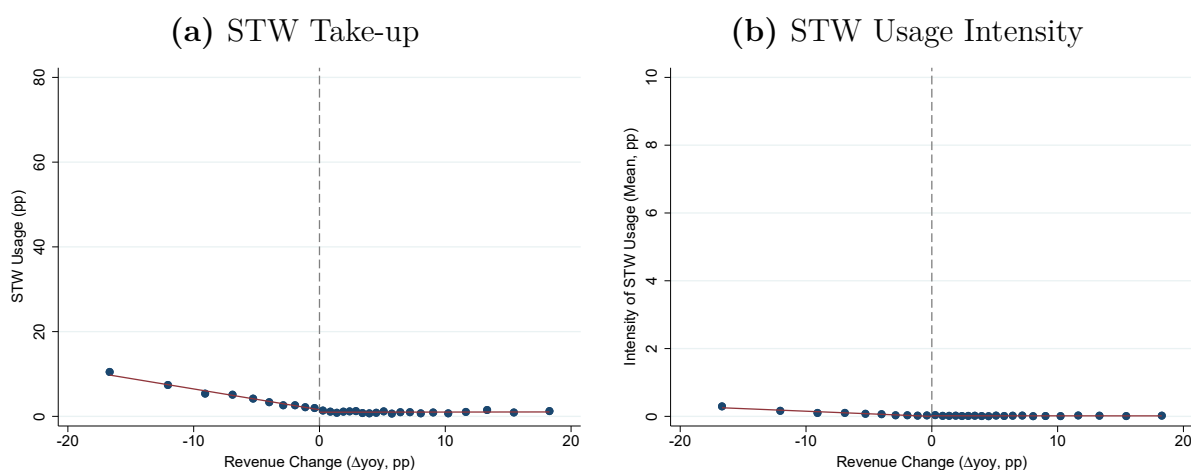 (a) STW Take-up
(b) STW Usage Intensity
STW Usage (pp)
80
60
40
20
0
-20 -10 0 10 20
Revenue Change (Δyoy, pp)
Intensity of STW Usage (Mean, pp)
10
8
6
4
2
0
-20 -10 0 10 20
Revenue Change (Δyoy, pp)